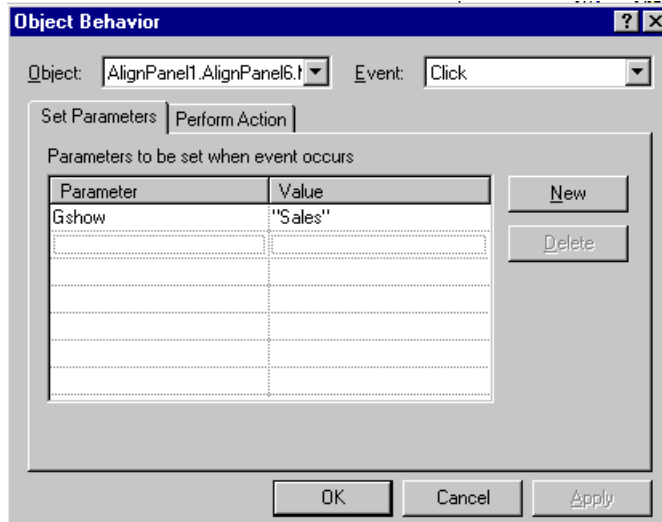 Object Behavior
Object: AlignPanel1.AlignPanel6. Event: Click
Set Parameters Perform Action
Parameters to be set when event occurs
Parameter Value
Gshow "Sales"
New
Delete
OK Cancel Apply